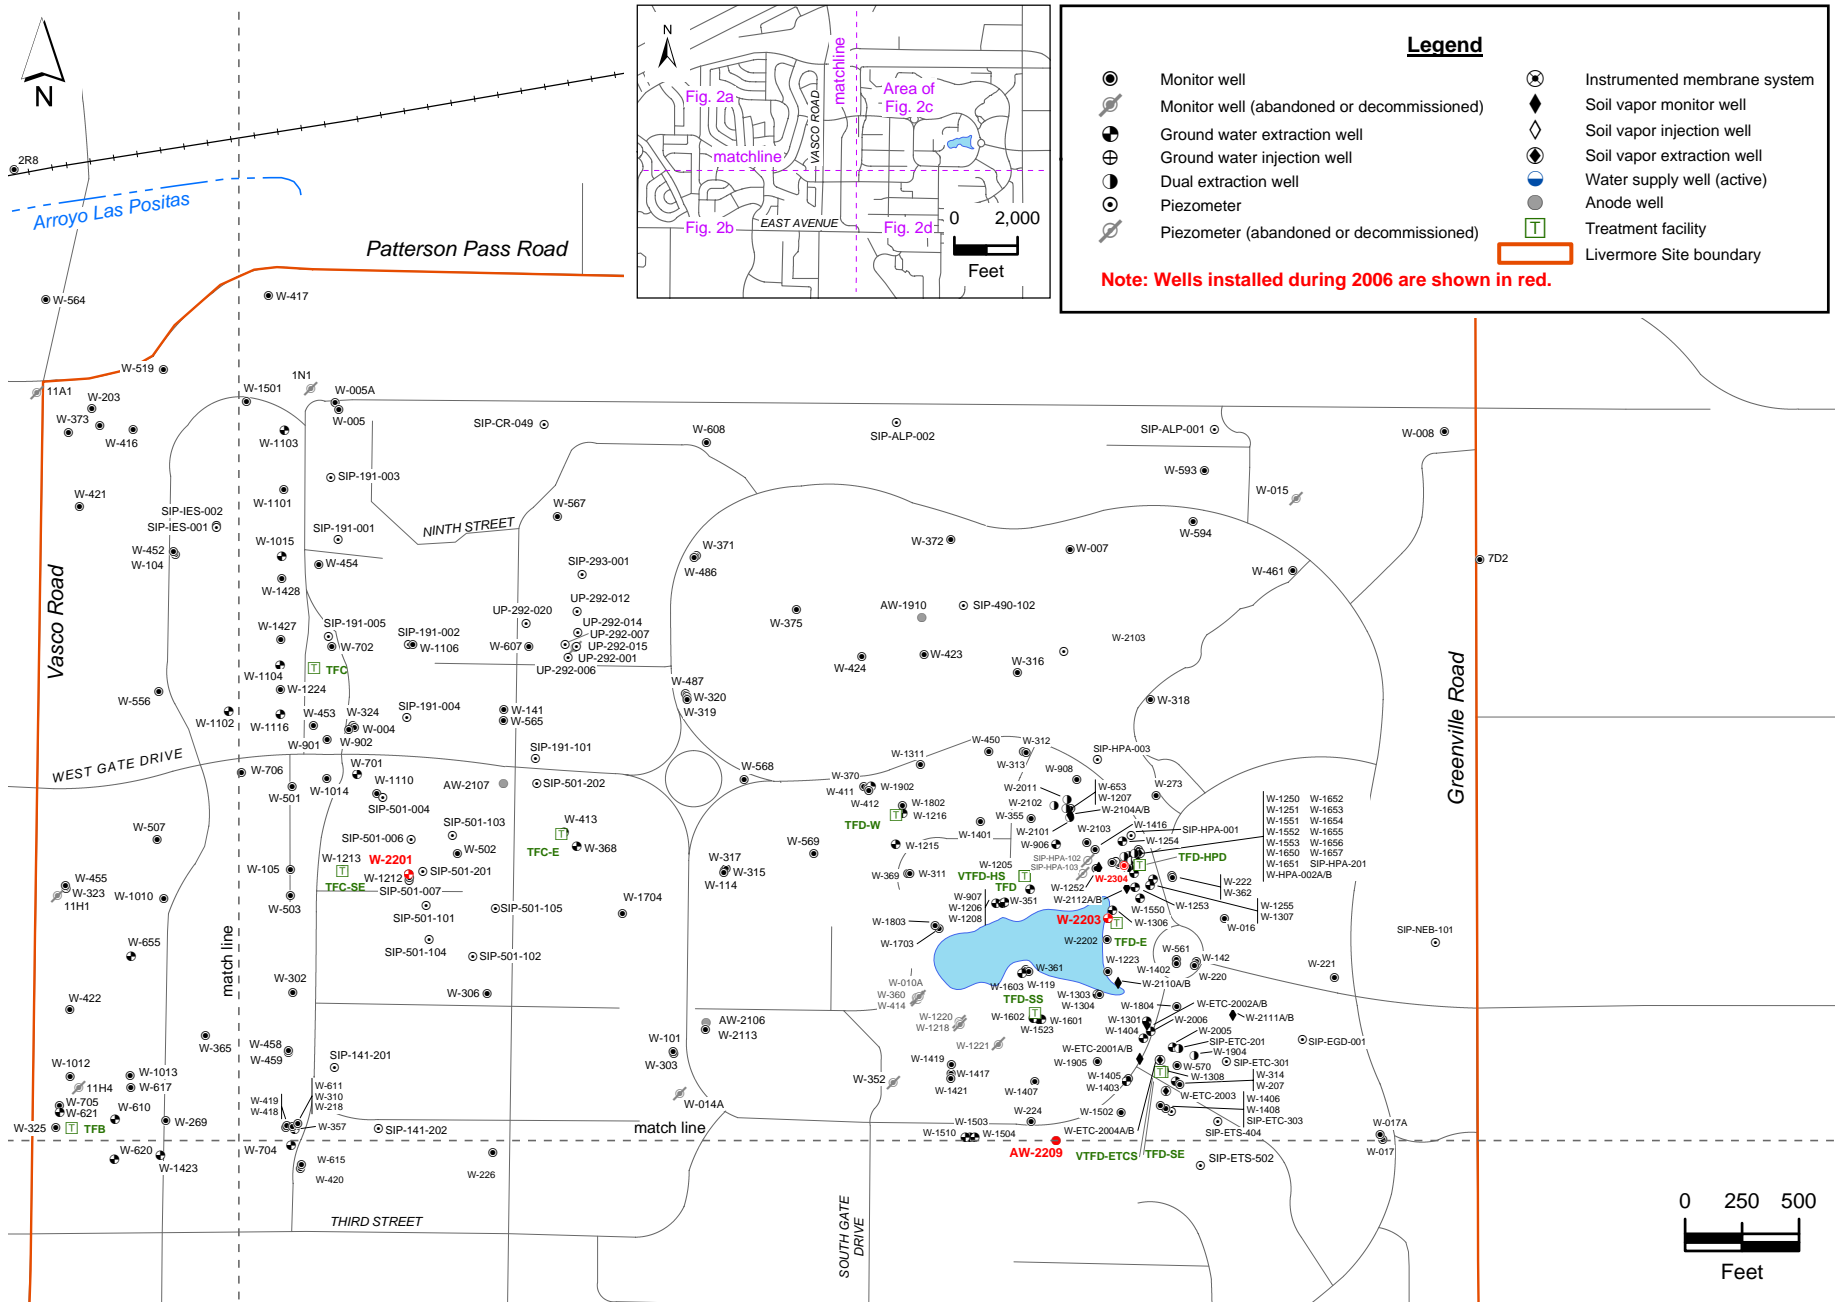 N
2R8
Arroyo Las Positas
Patterson Pass Road
N
Fig. 2a
matchline
VASCO ROAD
Area of
Fig. 2c
matchline
EAST AVENUE
Fig. 2b
Fig. 2d
0 2,000
Feet
Legend
Monitor well
Monitor well (abandoned or decommissioned)
Ground water extraction well
Ground water injection well
Dual extraction well
Piezometer
Piezometer (abandoned or decommissioned)
Instrumented membrane system
Soil vapor monitor well
Soil vapor injection well
Soil vapor extraction well
Water supply well (active)
Anode well
T Treatment facility
Livermore Site boundary
Note: Wells installed during 2006 are shown in red.
W-564
W-417
W-519
1N1
11A1
W-203
W-1501
W-005A
W-005
W-373
W-416
W-1103
SIP-CR-049
W-608
SIP-ALP-002
SIP-ALP-001
W-008
W-593
W-015
SIP-191-003
W-421
W-1101
W-567
SIP-IES-002
SIP-IES-001
SIP-191-001
NINTH STREET
W-594
W-452
W-104
W-1015
W-454
W-371
W-486
W-372
W-007
7D2
W-461
W-1428
SIP-293-001
Vasco Road
UP-292-020
UP-292-012
UP-292-014
UP-292-007
UP-292-015
UP-292-001
UP-292-006
W-375
AW-1910
SIP-490-102
W-1427
SIP-191-005
W-702
SIP-191-002
W-1106
W-607
W-2103
W-424
W-423
W-316
W-1104
T TFC
W-1224
W-556
W-487
W-320
W-319
W-318
Greenville Road
W-1102
W-1116
W-453
W-324
W-004
W-901
W-902
SIP-191-004
W-141
W-565
WEST GATE DRIVE
SIP-191-101
W-450
W-312
W-313
SIP-HPA-003
W-1311
W-706
W-501
W-1014
W-701
W-1110
SIP-501-004
AW-2107
SIP-501-202
W-568
W-370
W-411
W-412
W-1902
W-908
W-653
W-1207
W-273
W-2011
W-2102
W-2104A/B
W-1802
W-1216
TFD-W
W-355
W-1401
W-2101
W-906
W-2103
W-1416
SIP-HPA-001
W-1254
W-1250 W-1652
W-1251 W-1653
W-1551 W-1654
W-1552 W-1655
W-1553 W-1656
W-1650 W-1657
W-1651 SIP-HPA-201
W-HPA-002A/B
W-507
SIP-501-006
SIP-501-103
W-413
W-368
TFC-E
W-502
W-569
W-1215
W-2201
W-1213
W-1212
SIP-501-201
TFC-SE
SIP-501-007
W-105
W-317
W-315
W-114
W-369
W-311
W-1205
VTFD-HS
TFD
SIP-HPA-102
SIP-HPA-103
W-2304
W-1252
W-2112A/B
TFD-HPD
W-222
W-362
W-1253
W-1255
W-1307
W-455
W-323
11H1
W-1010
W-503
SIP-501-101
SIP-501-105
W-1704
W-907
W-1206
W-1208
W-351
W-1550
W-1306
W-2203
TFD-E
W-016
W-1803
W-1703
W-2202
SIP-NEB-101
SIP-501-104
SIP-501-102
W-655
match line
W-561
W-142
W-220
W-1402
W-1223
W-221
W-302
W-306
W-361
W-119
W-1603
W-010A
W-360
W-414
W-2110A/B
W-1303
W-1304
TFD-SS
W-422
W-1804
W-ETC-2002A/B
W-2111A/B
AW-2106
W-2113
W-1220
W-1218
W-1221
W-1602
W-1601
W-1523
W-1301
W-1404
W-2006
W-2005
SIP-ETC-201
W-1904
SIP-EGD-001
W-365
W-458
W-459
SIP-141-201
W-101
W-303
W-ETC-2001A/B
W-1905
W-570
SIP-ETC-301
W-1308
W-314
W-207
W-1012
11H4
W-1013
W-617
W-419
W-418
W-611
W-310
W-218
W-352
W-1419
W-1417
W-1421
W-1407
W-1405
W-1403
W-ETC-2003
W-1406
W-1408
SIP-ETC-303
W-705
W-621
W-610
W-269
W-325
TFB
W-357
SIP-141-202
W-014A
match line
W-1503
W-224
W-1502
W-1510
W-1504
W-ETC-2004A/B
SIP-ETS-404
W-017A
W-017
W-620
W-1423
W-704
W-615
W-420
W-226
AW-2209
VTFD-ETCS
TFD-SE
SIP-ETS-502
THIRD STREET
SOUTH GATE
DRIVE
0 250 500
Feet